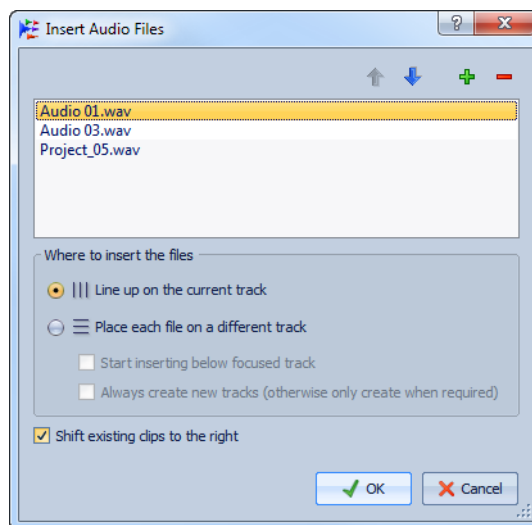 Insert Audio Files
Audio 01.wav
Audio 03.wav
Project_05.wav
Where to insert the files
Line up on the current track
Place each file on a different track
Start inserting below focused track
Always create new tracks (otherwise only create when required)
Shift existing clips to the right
OK
Cancel